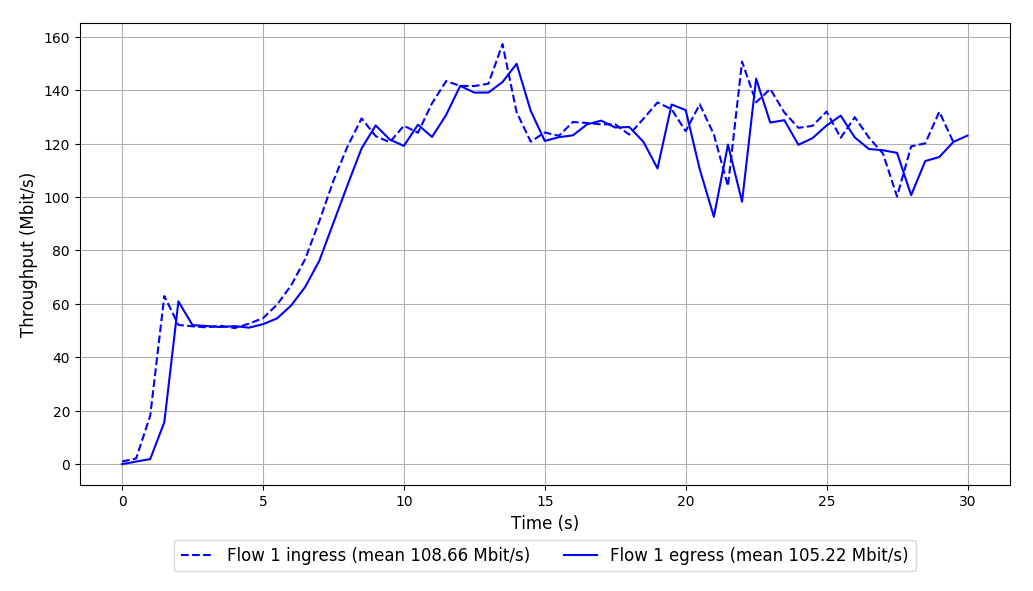 160
140
120
100
80
60
40
20
0
Throughput (Mbit/s)
0 5 10 15 20 25 30
Time (s)
Flow 1 ingress (mean 108.66 Mbit/s) Flow 1 egress (mean 105.22 Mbit/s)